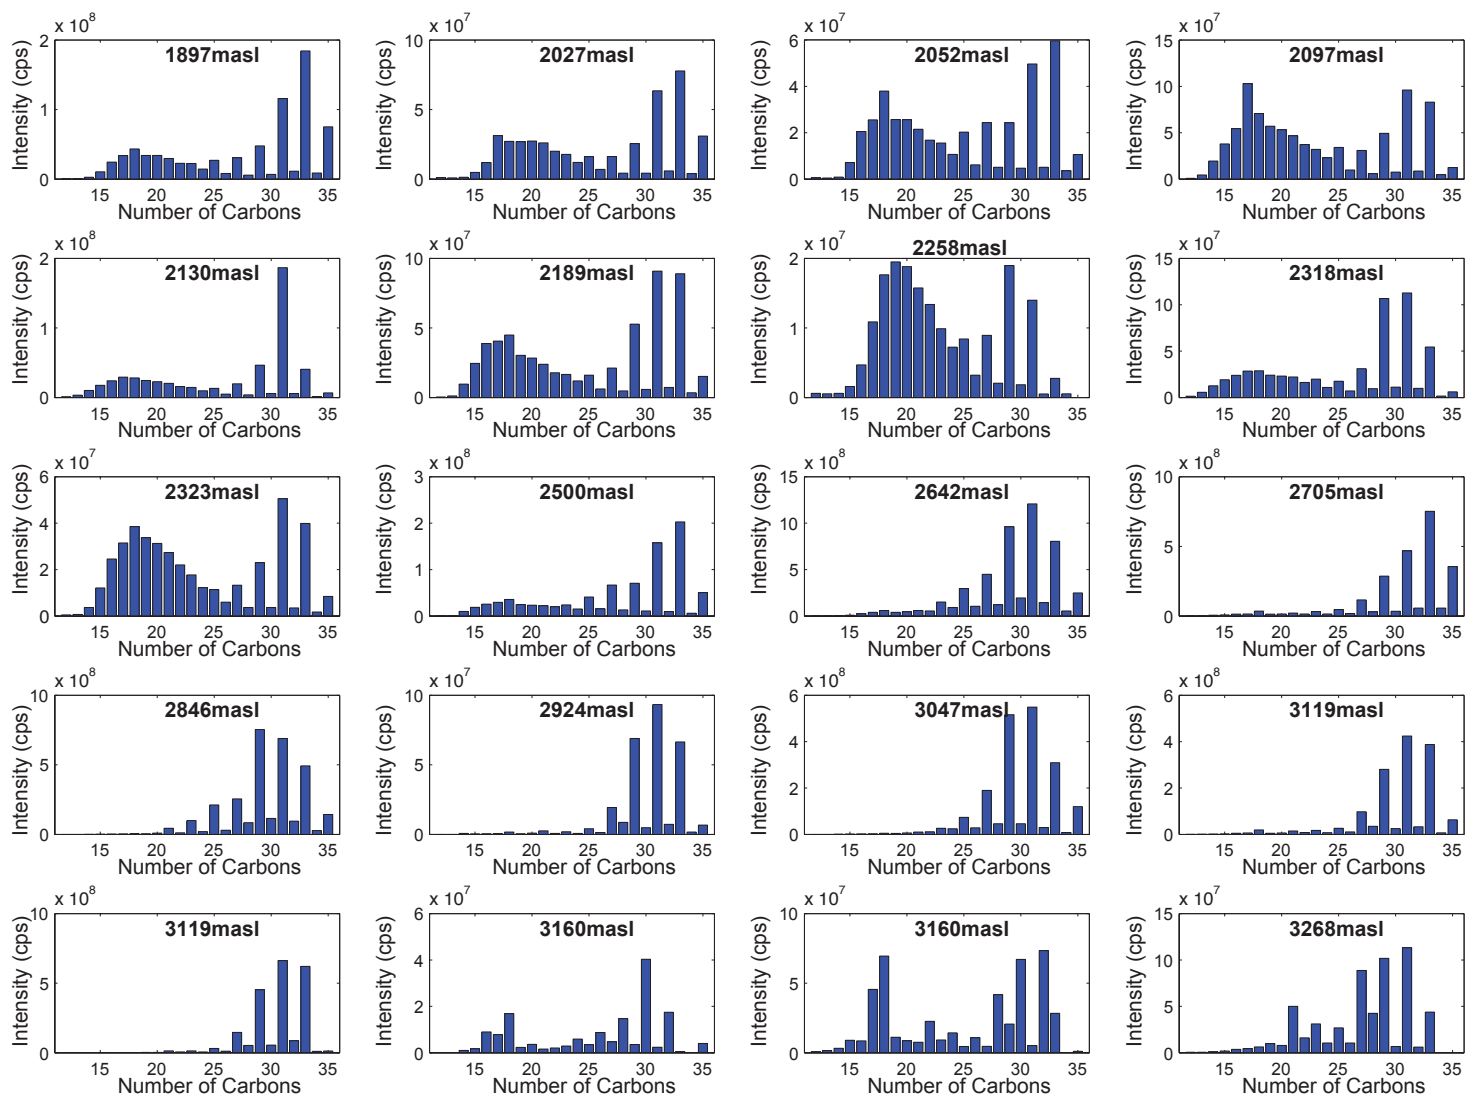 x 10^8
2
1
0
Intensity (cps)
1897masl
15 20 25 30 35
Number of Carbons
x 10^7
10
5
0
Intensity (cps)
2027masl
15 20 25 30 35
Number of Carbons
x 10^7
6
4
2
0
Intensity (cps)
2052masl
15 20 25 30 35
Number of Carbons
x 10^7
15
10
5
0
Intensity (cps)
2097masl
15 20 25 30 35
Number of Carbons
x 10^8
2
1
0
Intensity (cps)
2130masl
15 20 25 30 35
Number of Carbons
x 10^7
10
5
0
Intensity (cps)
2189masl
15 20 25 30 35
Number of Carbons
x 10^7
2
1
0
Intensity (cps)
2258masl
15 20 25 30 35
Number of Carbons
x 10^7
15
10
5
0
Intensity (cps)
2318masl
15 20 25 30 35
Number of Carbons
x 10^7
6
4
2
0
Intensity (cps)
2323masl
15 20 25 30 35
Number of Carbons
x 10^8
3
2
1
0
Intensity (cps)
2500masl
15 20 25 30 35
Number of Carbons
x 10^8
15
10
5
0
Intensity (cps)
2642masl
15 20 25 30 35
Number of Carbons
x 10^8
10
5
0
Intensity (cps)
2705masl
15 20 25 30 35
Number of Carbons
x 10^8
10
5
0
Intensity (cps)
2846masl
15 20 25 30 35
Number of Carbons
x 10^7
10
5
0
Intensity (cps)
2924masl
15 20 25 30 35
Number of Carbons
x 10^8
6
4
2
0
Intensity (cps)
3047masl
15 20 25 30 35
Number of Carbons
x 10^8
6
4
2
0
Intensity (cps)
3119masl
15 20 25 30 35
Number of Carbons
x 10^8
10
5
0
Intensity (cps)
3119masl
15 20 25 30 35
Number of Carbons
x 10^7
6
4
2
0
Intensity (cps)
3160masl
15 20 25 30 35
Number of Carbons
x 10^7
10
5
0
Intensity (cps)
3160masl
15 20 25 30 35
Number of Carbons
x 10^7
15
10
5
0
Intensity (cps)
3268masl
15 20 25 30 35
Number of Carbons